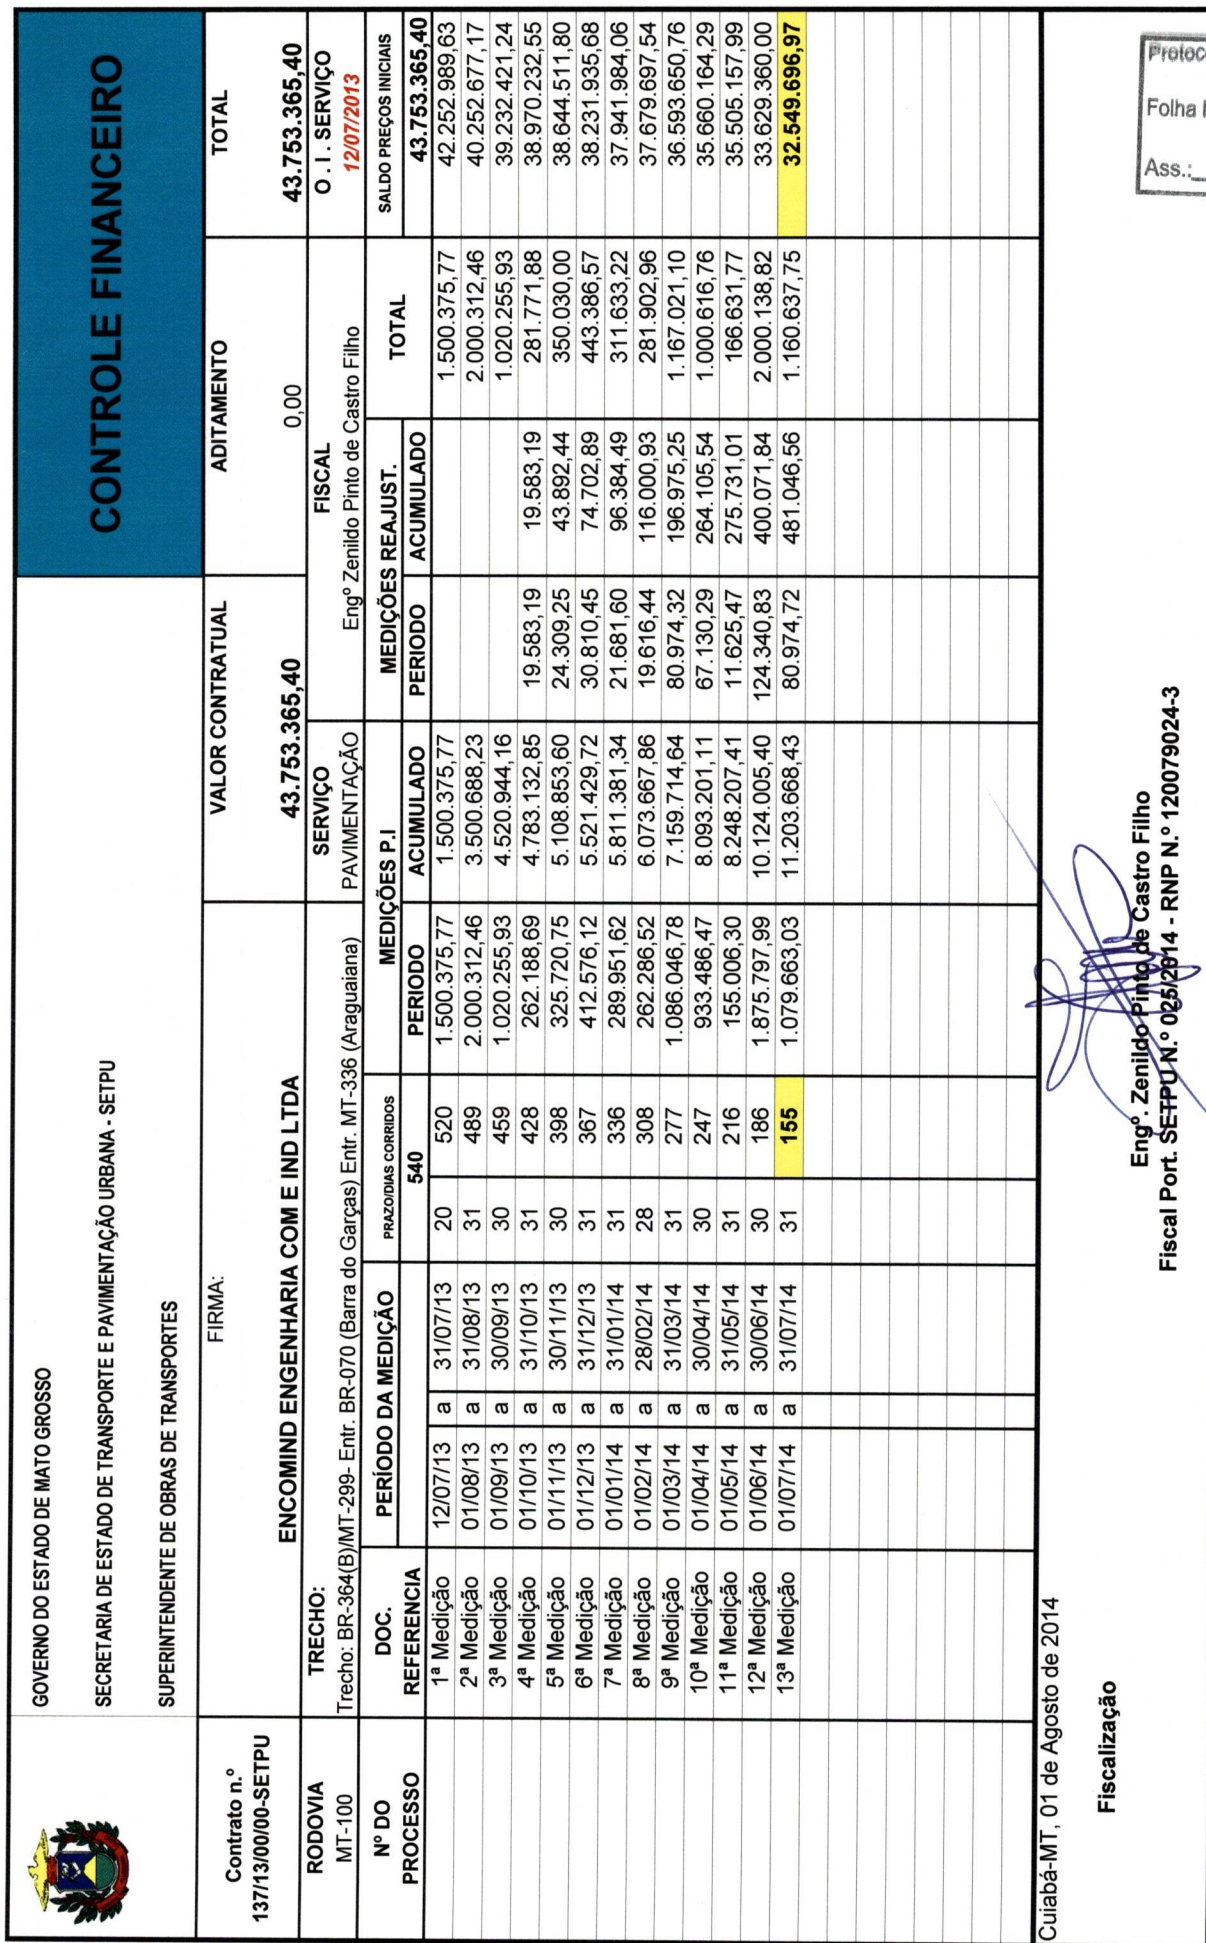 GOVERNO DO ESTADO DE MATO GROSSO
SECRETARIA DE ESTADO DE TRANSPORTE E PAVIMENTAÇÃO URBANA - SETPU
SUPERINTENDENTE DE OBRAS DE TRANSPORTES
CONTROLE FINANCEIRO
Contrato n.º
137/13/00/00-SETPU
FIRMA:
ENCOMIND ENGENHARIA COM E IND LTDA
VALOR CONTRATUAL
43.753.365,40
ADITAMENTO
0,00
TOTAL
43.753.365,40
RODOVIA
MT-100
TRECHO:
Trecho: BR-364(B)/MT-299- Entr. BR-070 (Barra do Garças) Entr. MT-336 (Araguaiana)
SERVIÇO
PAVIMENTAÇÃO
FISCAL
Engº Zenildo Pinto de Castro Filho
O . I . SERVIÇO
12/07/2013
Nº DO PROCESSO
DOC. REFERENCIA
PERÍODO DA MEDIÇÃO
PRAZO/DIAS CORRIDOS
540
MEDIÇÕES P.I
PERIODO ACUMULADO
MEDIÇÕES REAJUST.
PERIODO ACUMULADO
TOTAL
SALDO PREÇOS INICIAIS
43.753.365,40
1ª Medição 12/07/13 a 31/07/13 20 520 1.500.375,77 1.500.375,77 1.500.375,77 42.252.989,63
2ª Medição 01/08/13 a 31/08/13 31 489 2.000.312,46 3.500.688,23 2.000.312,46 40.252.677,17
3ª Medição 01/09/13 a 30/09/13 30 459 1.020.255,93 4.520.944,16 1.020.255,93 39.232.421,24
4ª Medição 01/10/13 a 31/10/13 31 428 262.188,69 4.783.132,85 19.583,19 19.583,19 281.771,88 38.970.232,55
5ª Medição 01/11/13 a 30/11/13 30 398 325.720,75 5.108.853,60 24.309,25 43.892,44 350.030,00 38.644.511,80
6ª Medição 01/12/13 a 31/12/13 31 367 412.576,12 5.521.429,72 30.810,45 74.702,89 443.386,57 38.231.935,68
7ª Medição 01/01/14 a 31/01/14 31 336 289.951,62 5.811.381,34 21.681,60 96.384,49 311.633,22 37.941.984,06
8ª Medição 01/02/14 a 28/02/14 28 308 262.286,52 6.073.667,86 19.616,44 116.000,93 281.902,96 37.679.697,54
9ª Medição 01/03/14 a 31/03/14 31 277 1.086.046,78 7.159.714,64 80.974,32 196.975,25 1.167.021,10 36.593.650,76
10ª Medição 01/04/14 a 30/04/14 30 247 933.486,47 8.093.201,11 67.130,29 264.105,54 1.000.616,76 35.660.164,29
11ª Medição 01/05/14 a 31/05/14 31 216 155.006,30 8.248.207,41 11.625,47 275.731,01 166.631,77 35.505.157,99
12ª Medição 01/06/14 a 30/06/14 30 186 1.875.797,99 10.124.005,40 124.340,83 400.071,84 2.000.138,82 33.629.360,00
13ª Medição 01/07/14 a 31/07/14 31 155 1.079.663,03 11.203.668,43 80.974,72 481.046,56 1.160.637,75 32.549.696,97
Cuiabá-MT, 01 de Agosto de 2014
Fiscalização
Engº. Zenildo Pinto de Castro Filho
Fiscal Port. SETPU N.º 025/2014 - RNP N.º 120079024-3
Folha
Ass.: